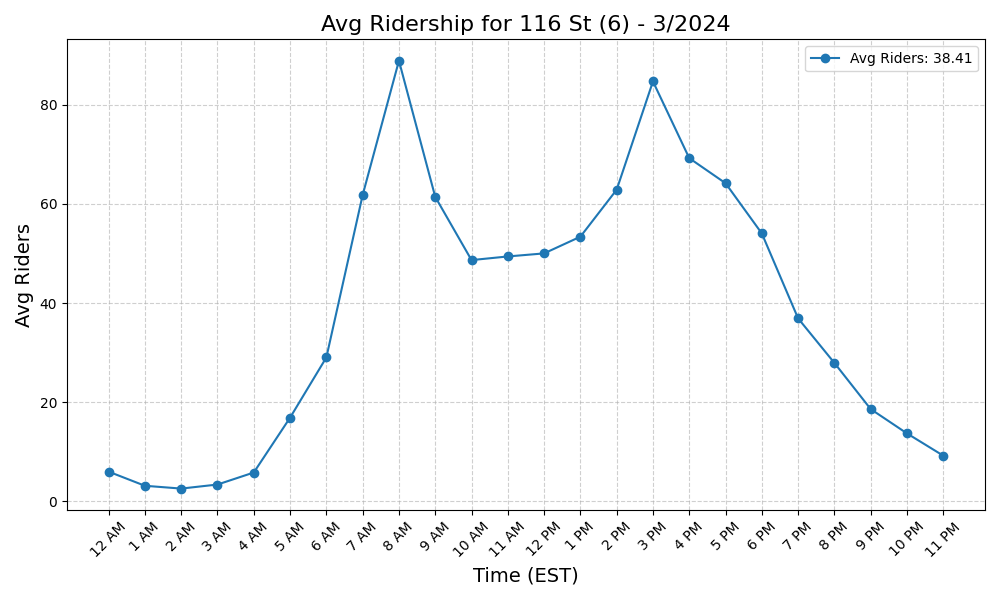 Avg Ridership for 116 St (6) - 3/2024
Avg Riders: 38.41
Avg Riders
80
60
40
20
0
12 AM
1 AM
2 AM
3 AM
4 AM
5 AM
6 AM
7 AM
8 AM
9 AM
10 AM
11 AM
12 PM
1 PM
2 PM
3 PM
4 PM
5 PM
6 PM
7 PM
8 PM
9 PM
10 PM
11 PM
Time (EST)